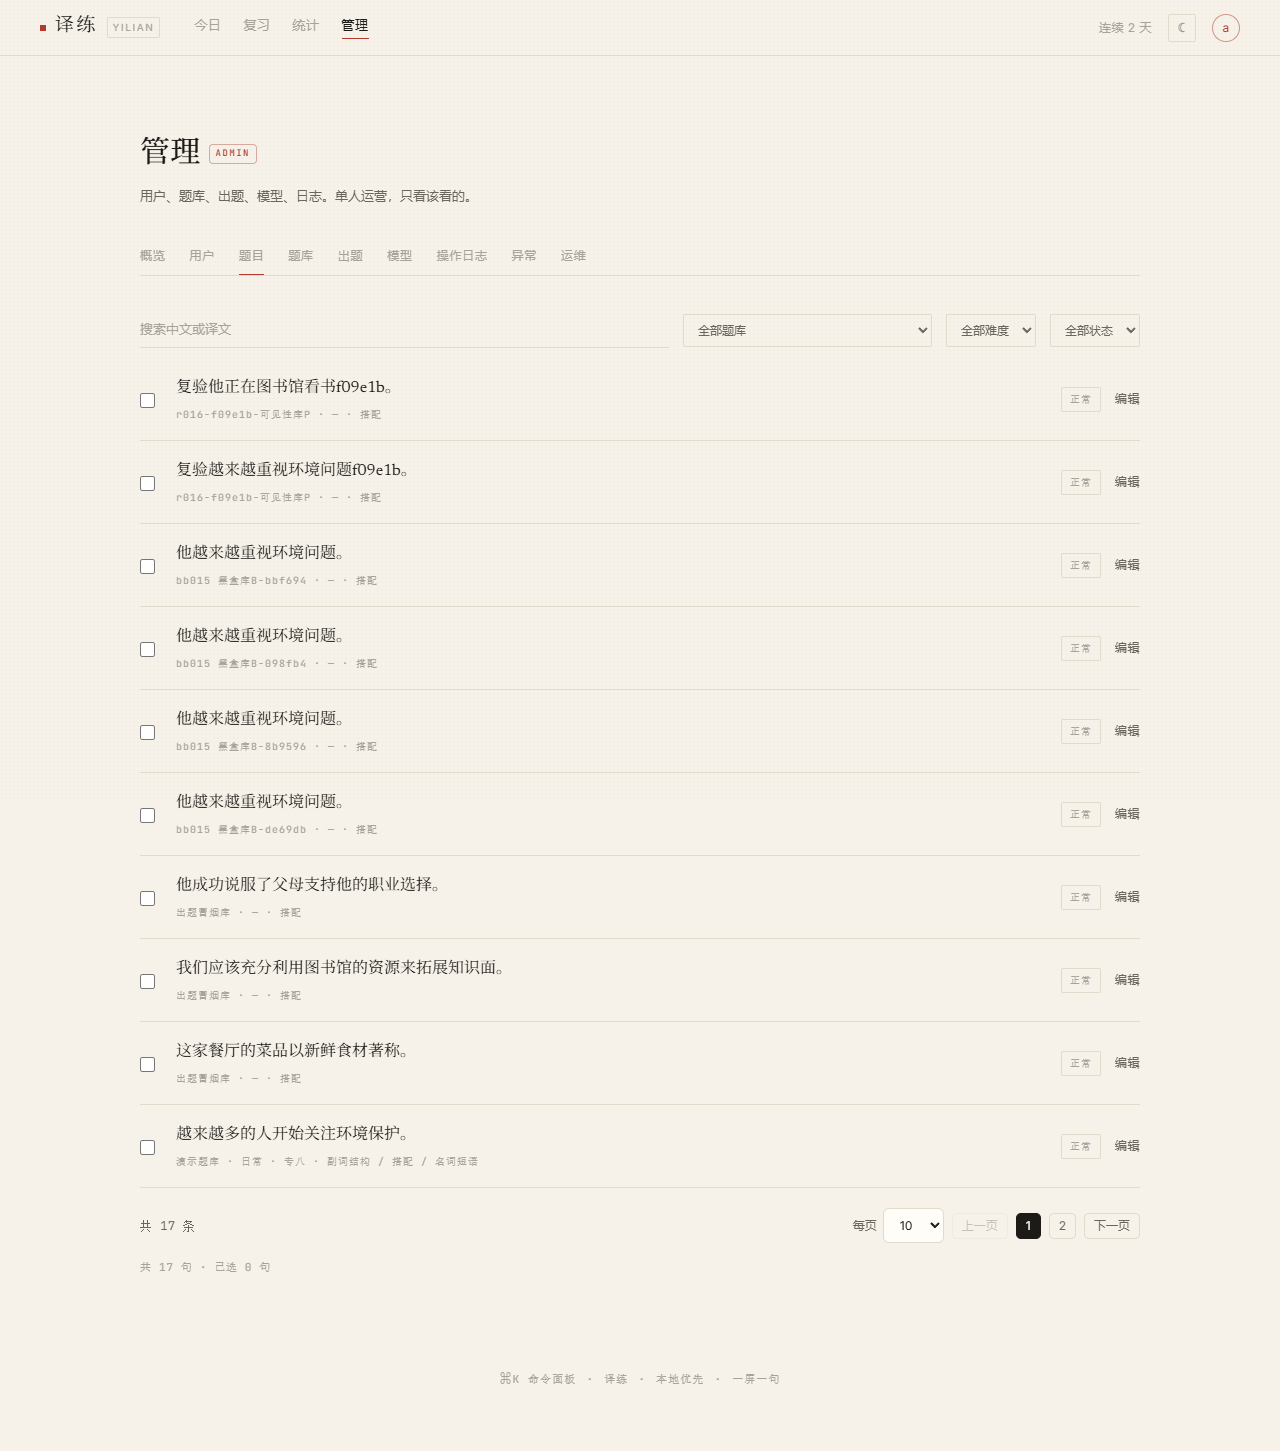 译练 YILIAN 今日 复习 统计 管理 连续 2 天 ☾ a
管理 ADMIN
用户、题库、出题、模型、日志。单人运营，只看该看的。
概览 用户 题目 题库 出题 模型 操作日志 异常 运维
搜索中文或译文 全部题库 全部难度 全部状态
复验他正在图书馆看书f09e1b。
r016-f09e1b-可见性库P · — · 搭配 正常 编辑
复验越来越重视环境问题f09e1b。
r016-f09e1b-可见性库P · — · 搭配 正常 编辑
他越来越重视环境问题。
bb015 黑盒库B-bbf694 · — · 搭配 正常 编辑
他越来越重视环境问题。
bb015 黑盒库B-098fb4 · — · 搭配 正常 编辑
他越来越重视环境问题。
bb015 黑盒库B-8b9596 · — · 搭配 正常 编辑
他越来越重视环境问题。
bb015 黑盒库B-de69db · — · 搭配 正常 编辑
他成功说服了父母支持他的职业选择。
出题冒烟库 · — · 搭配 正常 编辑
我们应该充分利用图书馆的资源来拓展知识面。
出题冒烟库 · — · 搭配 正常 编辑
这家餐厅的菜品以新鲜食材著称。
出题冒烟库 · — · 搭配 正常 编辑
越来越多的人开始关注环境保护。
演示题库 · 日常 · 专八 · 副词结构 / 搭配 / 名词短语 正常 编辑
共 17 条 每页 10 上一页 1 2 下一页
共 17 句 · 已选 0 句
⌘K 命令面板 · 译练 · 本地优先 · 一屏一句